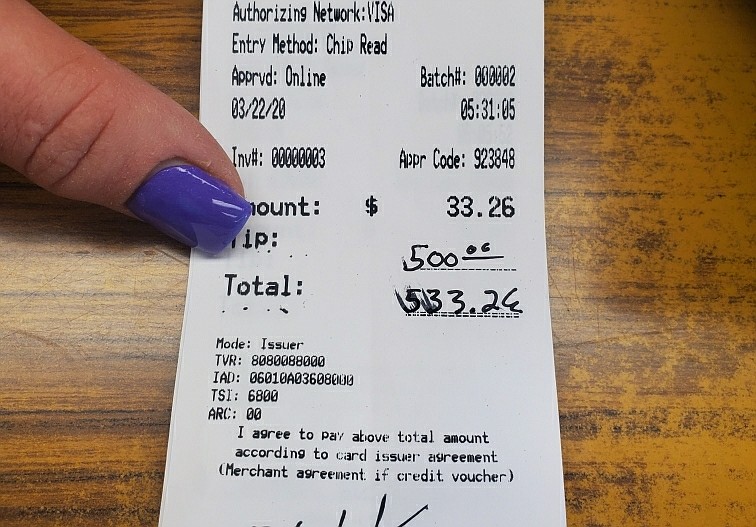 Authorizing Network:VISA
Entry Method: Chip Read
Apprvd: Online Batch#: 000002
03/22/20 05:31:05
Inv#: 00000003 Appr Code: 923848
mount: $ 33.26
ip: 500 00
Total: 533.26
Mode: Issuer
TVR: 8080088000
IAD: 06010A03608000
TSI: 6800
ARC: 00
I agree to pay above total amount
according to card issuer agreement
(Merchant agreement if credit voucher)